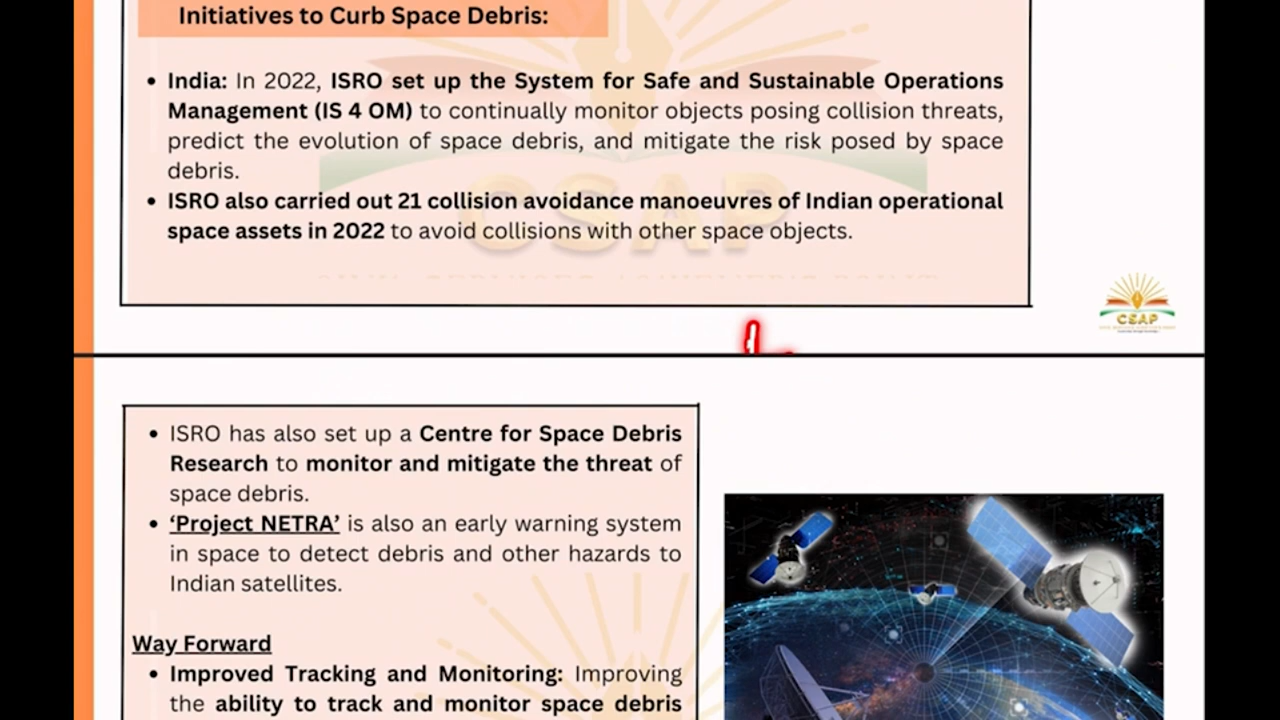 Initiatives to Curb Space Debris:
• India: In 2022, ISRO set up the System for Safe and Sustainable Operations
Management (IS 4 OM) to continually monitor objects posing collision threats,
predict the evolution of space debris, and mitigate the risk posed by space
debris.
• ISRO also carried out 21 collision avoidance manoeuvres of Indian operational
space assets in 2022 to avoid collisions with other space objects.
CSAP
CSAP
• ISRO has also set up a Centre for Space Debris
Research to monitor and mitigate the threat of
space debris.
• ‘Project NETRA’ is also an early warning system
in space to detect debris and other hazards to
Indian satellites.
Way Forward
• Improved Tracking and Monitoring: Improving
the ability to track and monitor space debris